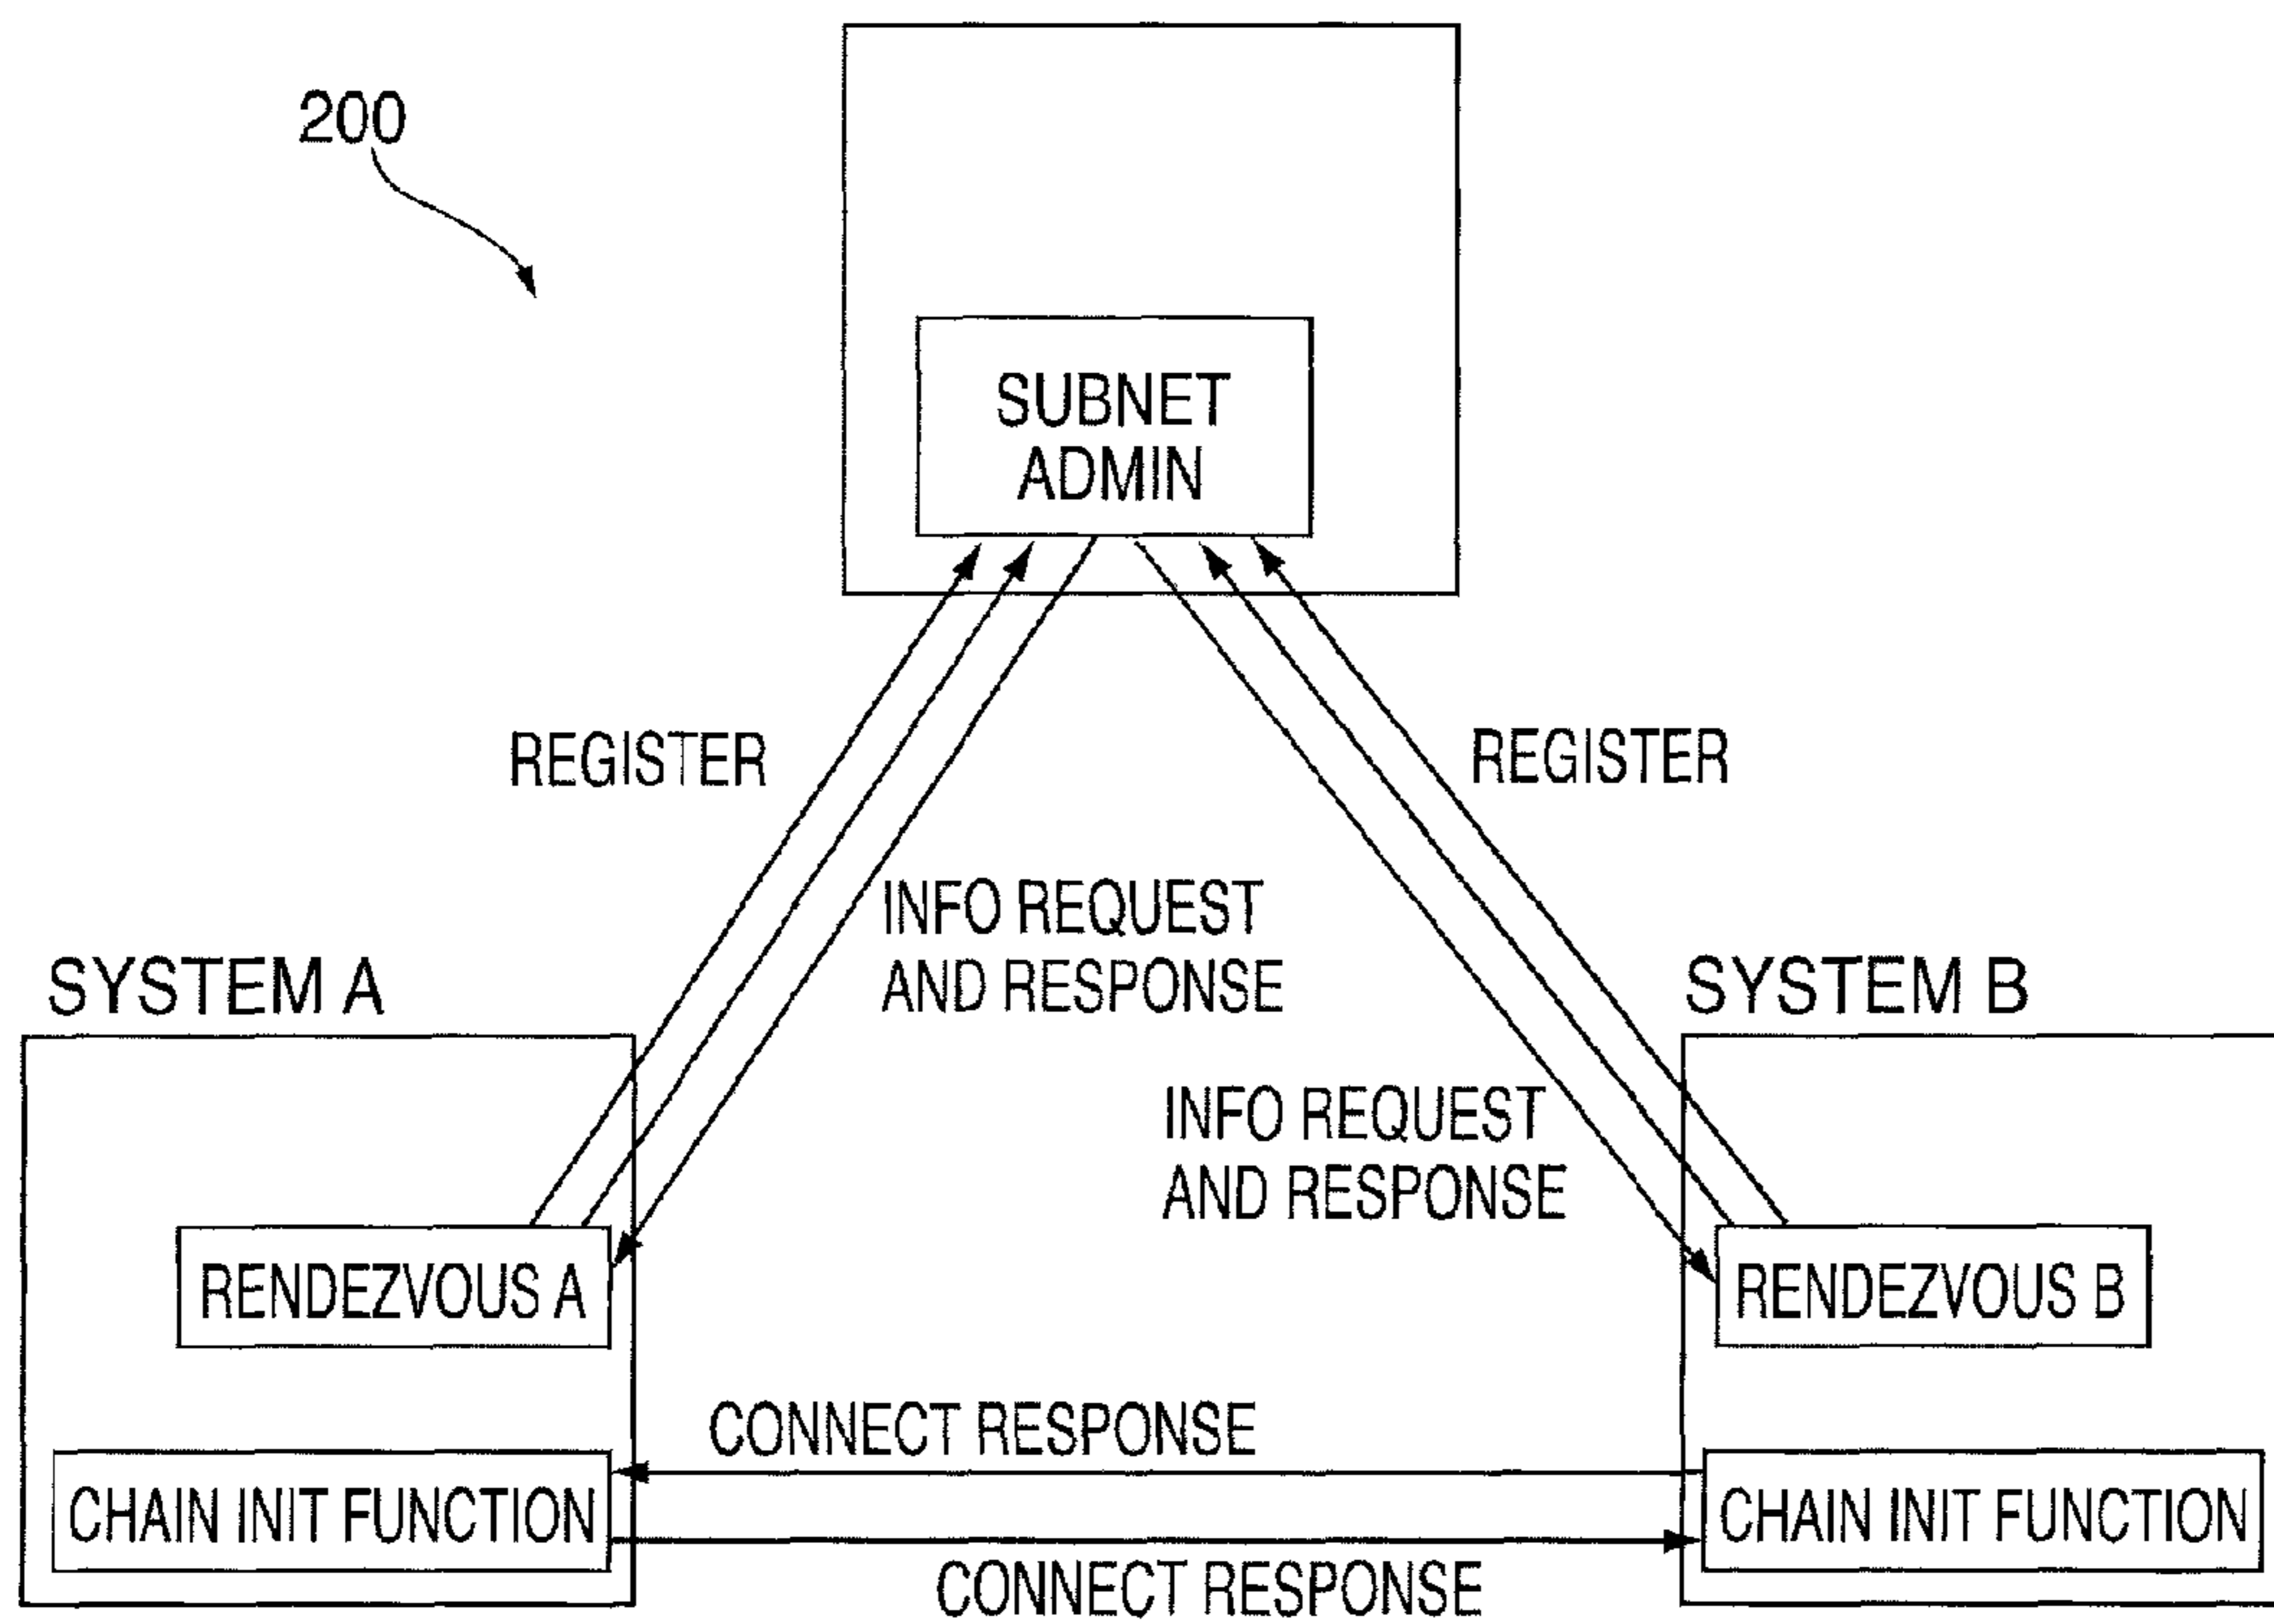 200
SUBNET
ADMIN
REGISTER
REGISTER
INFO REQUEST
AND RESPONSE
SYSTEM A
SYSTEM B
INFO REQUEST
AND RESPONSE
RENDEZVOUS A
RENDEZVOUS B
CONNECT RESPONSE
CHAIN INIT FUNCTION
CHAIN INIT FUNCTION
CONNECT RESPONSE